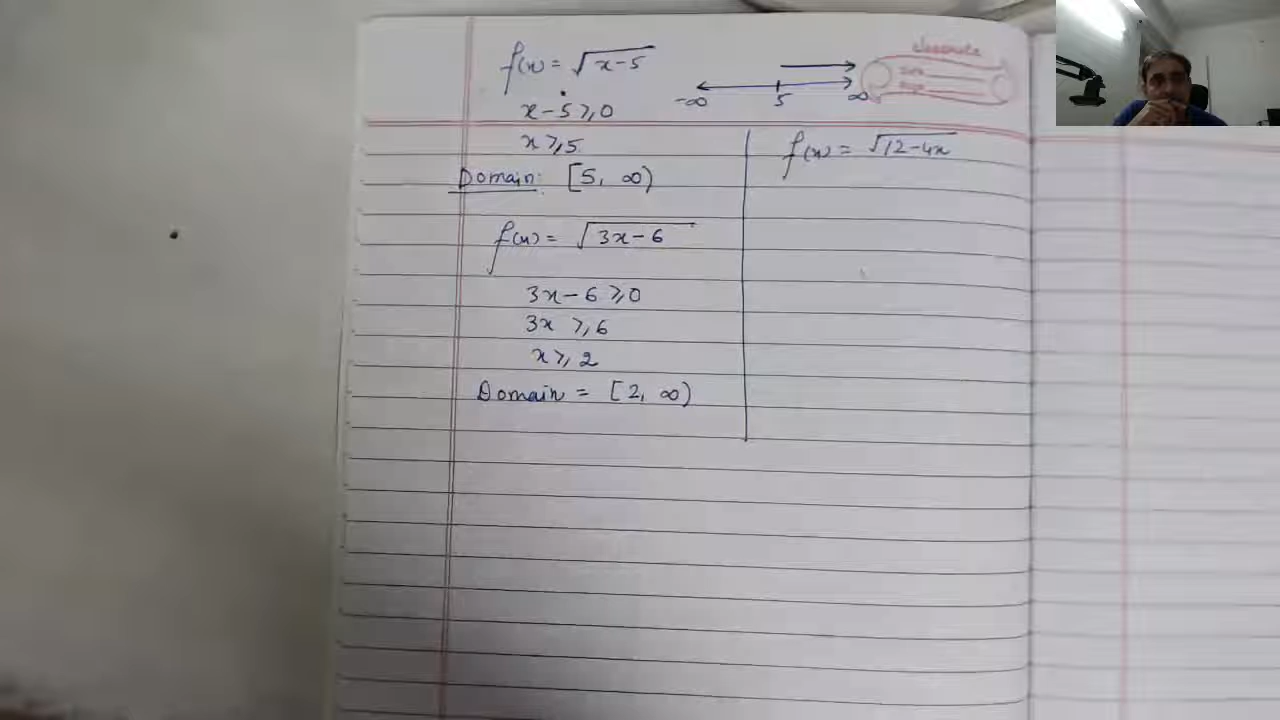 f(x) = √x-5
x-5 ≥ 0
x ≥ 5
Domain: [5, ∞)
-∞ 5 ∞
f(x) = √3x-6
3x-6 ≥ 0
3x ≥ 6
x ≥ 2
Domain = [2, ∞)
f(x) = √12-4x